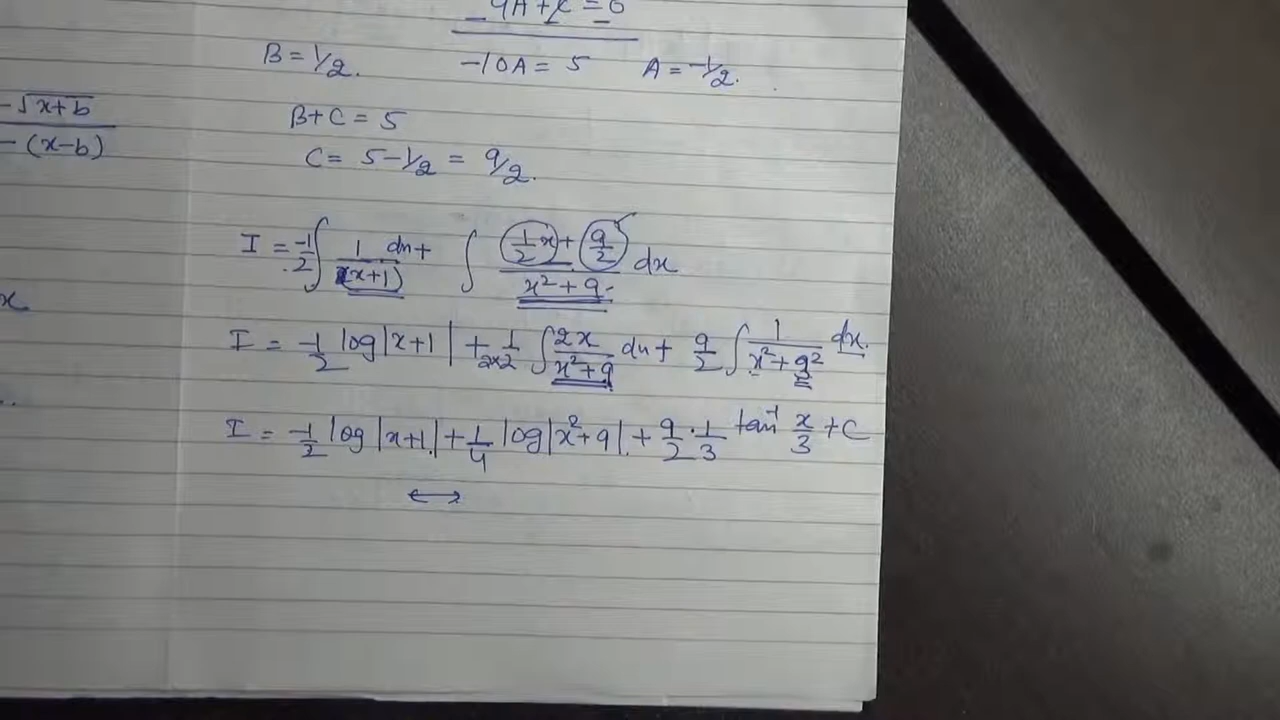 9A+C = 0
B = 1/2. -10A = 5 A = -1/2.
-√x+b
-(x-b)
B+C = 5
C = 5-1/2 = 9/2.
I = -1/2 ∫ 1/(x+1) dx + ∫ (1/2 x + 9/2)/(x²+9) dx
x
I = -1/2 log|x+1| + 1/2×2 ∫ 2x/(x²+9) dx + 9/2 ∫ 1/(x²+3²) dx.
I = -1/2 log|x+1| + 1/4 log|x²+9| + 9/2 · 1/3 tan⁻¹ x/3 + C